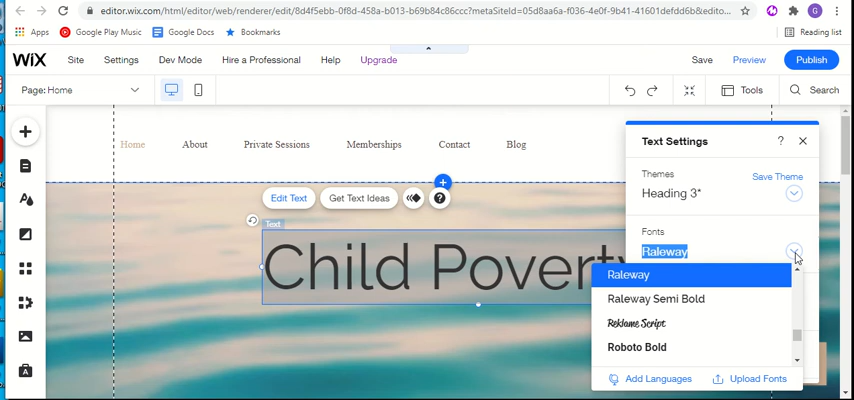 editor.wix.com/html/editor/web/renderer/edit/8d4f5ebb-0f8d-458a-b013-b69b84c86ccc?metaSiteId=05d8aa6a-f036-4e0f-9b41-41601defdd6b&edito...
G
Apps Google Play Music Google Docs Bookmarks Reading list
WiX Site Settings Dev Mode Hire a Professional Help Upgrade Save Preview Publish
Page: Home Tools Search
Home About Private Sessions Memberships Contact Blog
Text Settings ? ×
Themes Save Theme
Heading 3*
Edit Text Get Text Ideas ?
Text
Fonts
Raleway
Child Poverty
Raleway
Raleway Semi Bold
Reklame Script
Roboto Bold
Add Languages Upload Fonts